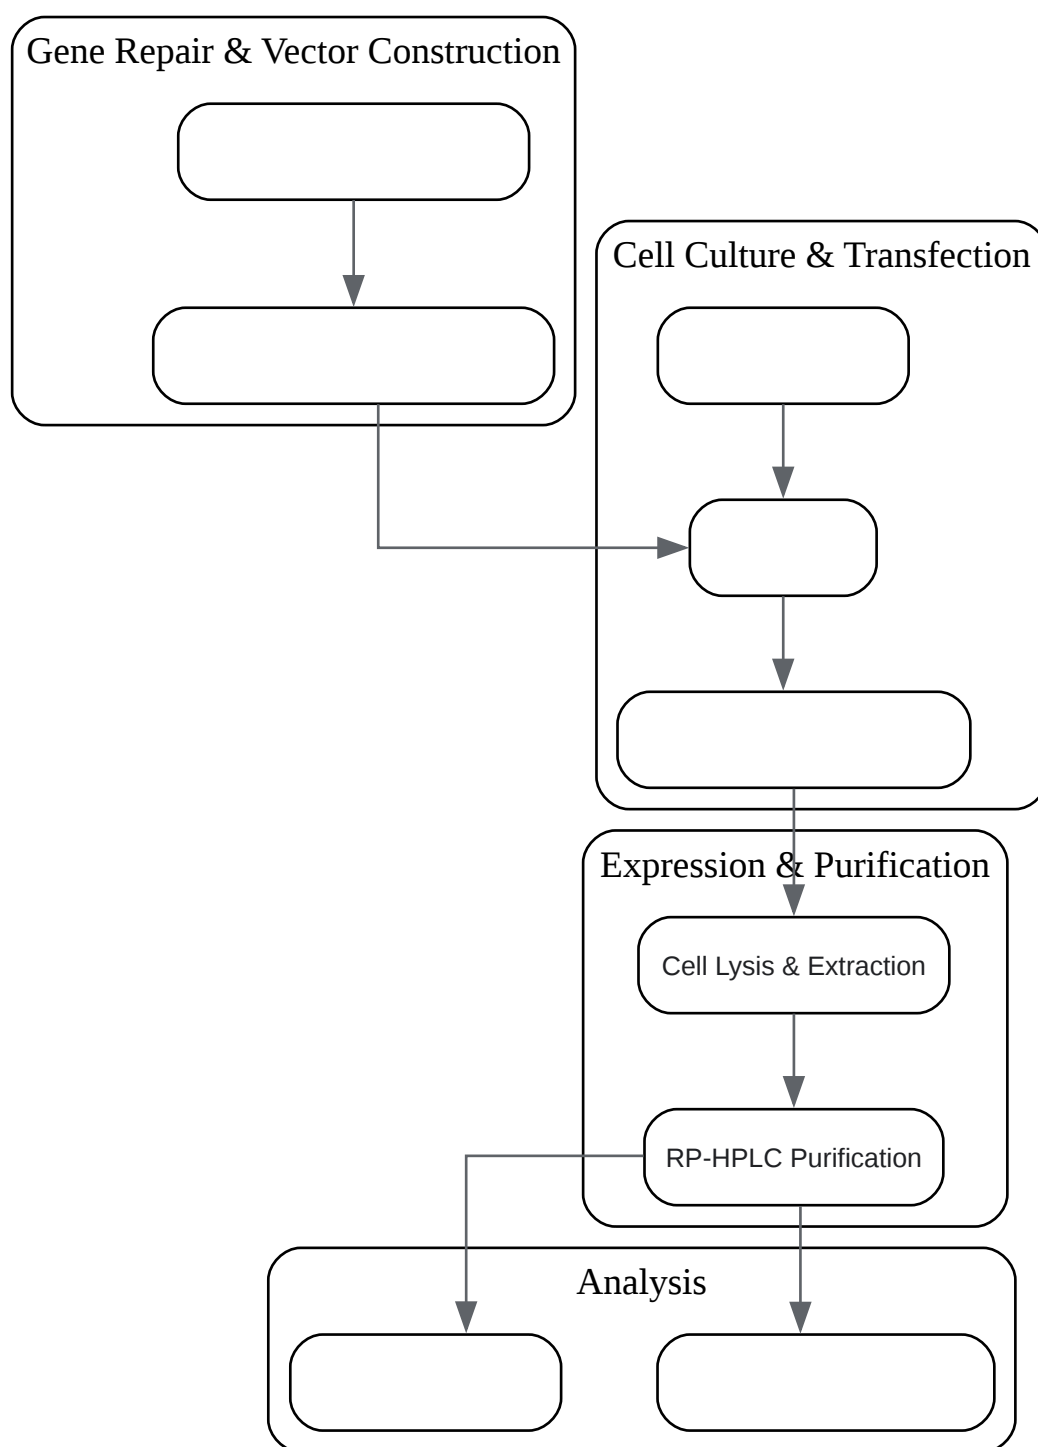 Gene Repair & Vector Construction
Cell Culture & Transfection
Expression & Purification
Cell Lysis & Extraction
RP-HPLC Purification
Analysis